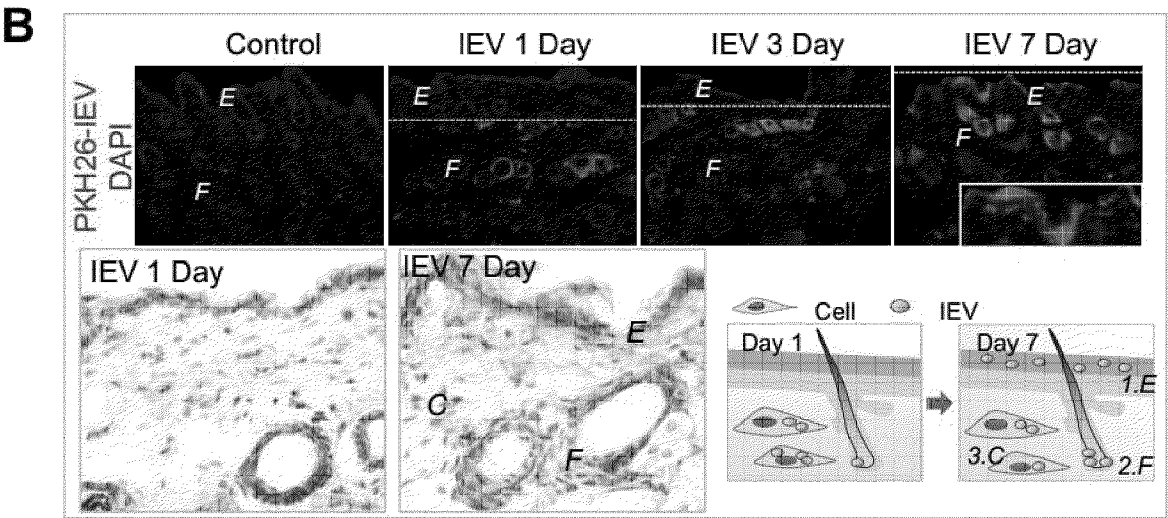 B
Control IEV 1 Day IEV 3 Day IEV 7 Day
PKH26-IEV
DAPI
E E E E
F F F F
IEV 1 Day IEV 7 Day
E
C
F
Cell IEV
Day 1 Day 7
1.E
3.C 2.F